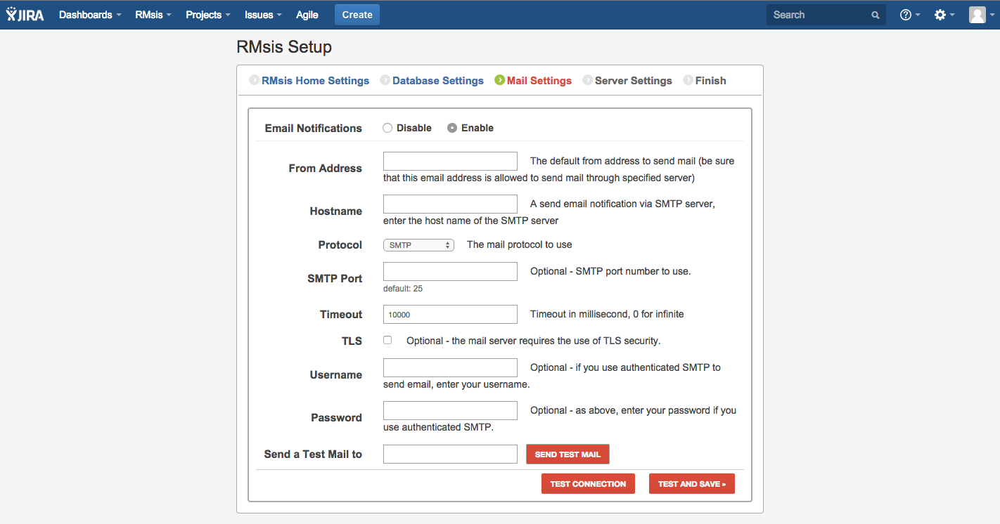 JIRA Dashboards RMsis Projects Issues Agile Create Search
RMsis Setup
RMsis Home Settings Database Settings Mail Settings Server Settings Finish
Email Notifications Disable Enable
From Address The default from address to send mail (be sure
that this email address is allowed to send mail through specified server)
Hostname A send email notification via SMTP server,
enter the host name of the SMTP server
Protocol SMTP The mail protocol to use
SMTP Port Optional - SMTP port number to use.
default: 25
Timeout 10000 Timeout in millisecond, 0 for infinite
TLS Optional - the mail server requires the use of TLS security.
Username Optional - if you use authenticated SMTP to
send email, enter your username.
Password Optional - as above, enter your password if you
use authenticated SMTP.
Send a Test Mail to SEND TEST MAIL
TEST CONNECTION TEST AND SAVE »